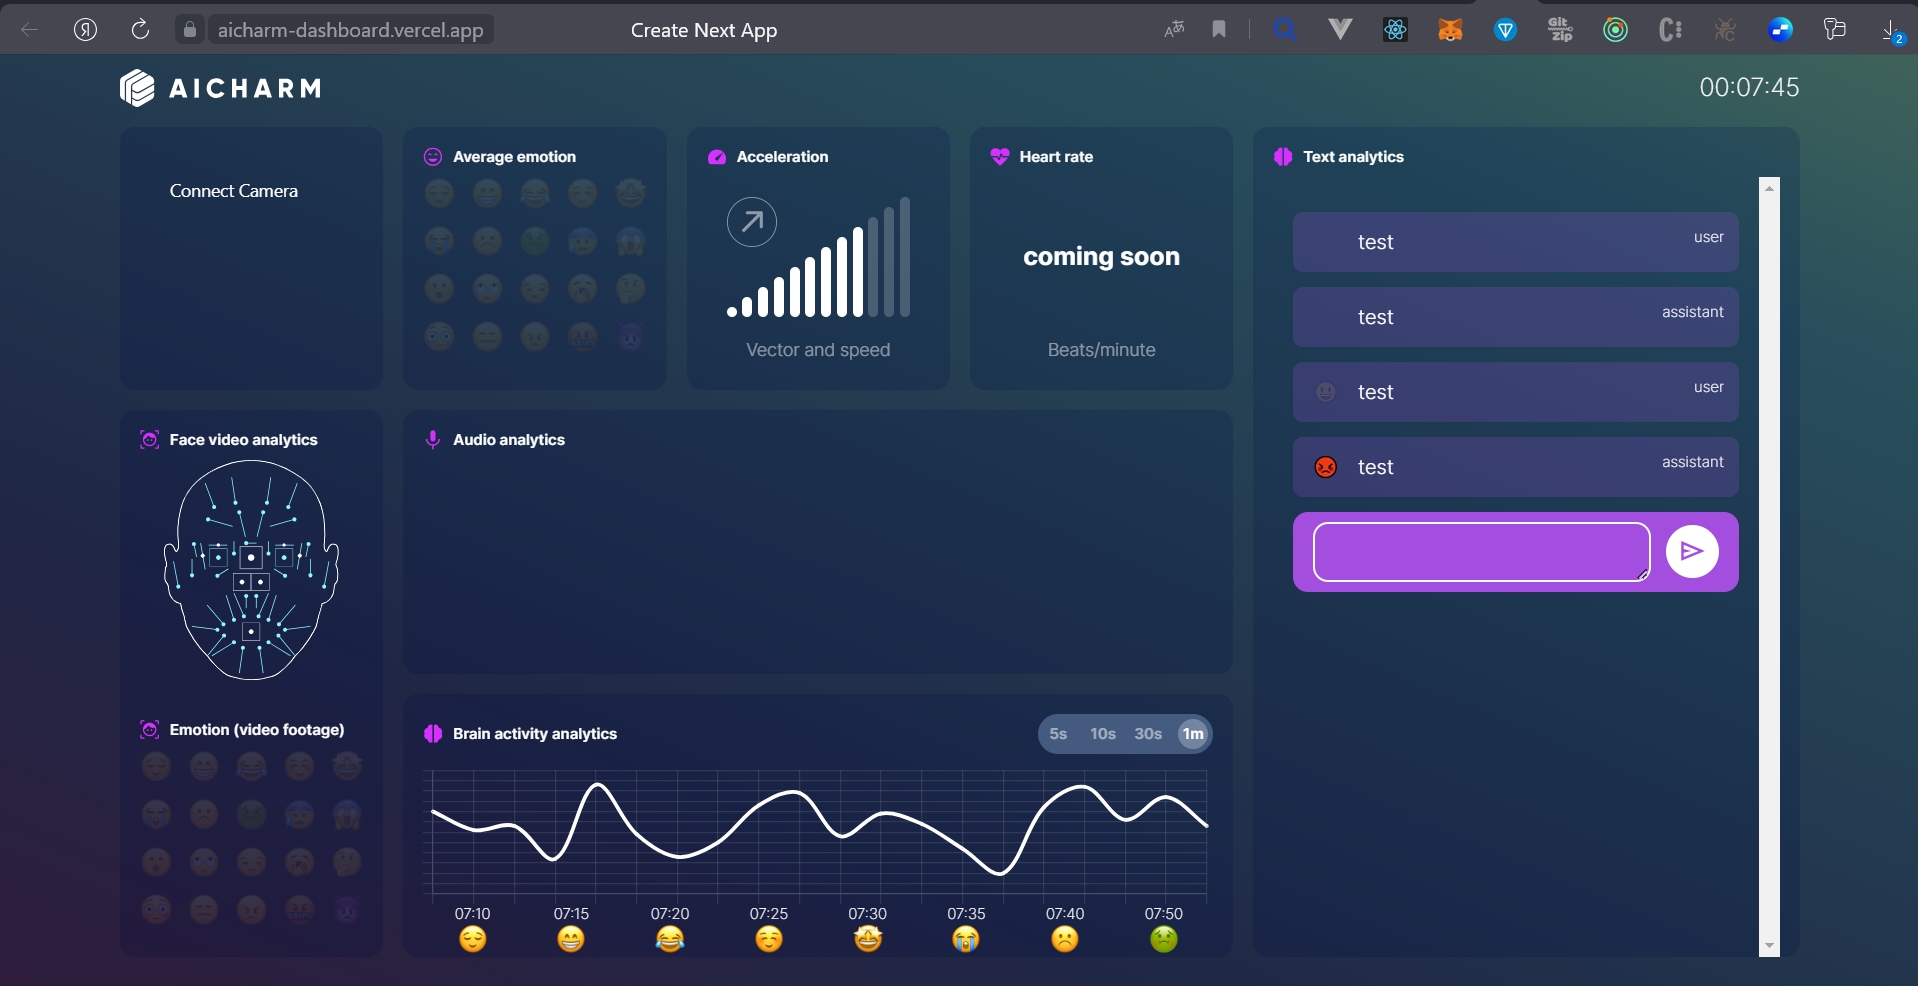 aicharm-dashboard.vercel.app
Create Next App
Git Zip
2
AICHARM
00:07:45
Connect Camera
Average emotion
Acceleration
Vector and speed
Heart rate
coming soon
Beats/minute
Text analytics
test user
test assistant
test user
test assistant
Face video analytics
Audio analytics
Emotion (video footage)
Brain activity analytics
5s 10s 30s 1m
07:10 07:15 07:20 07:25 07:30 07:35 07:40 07:50